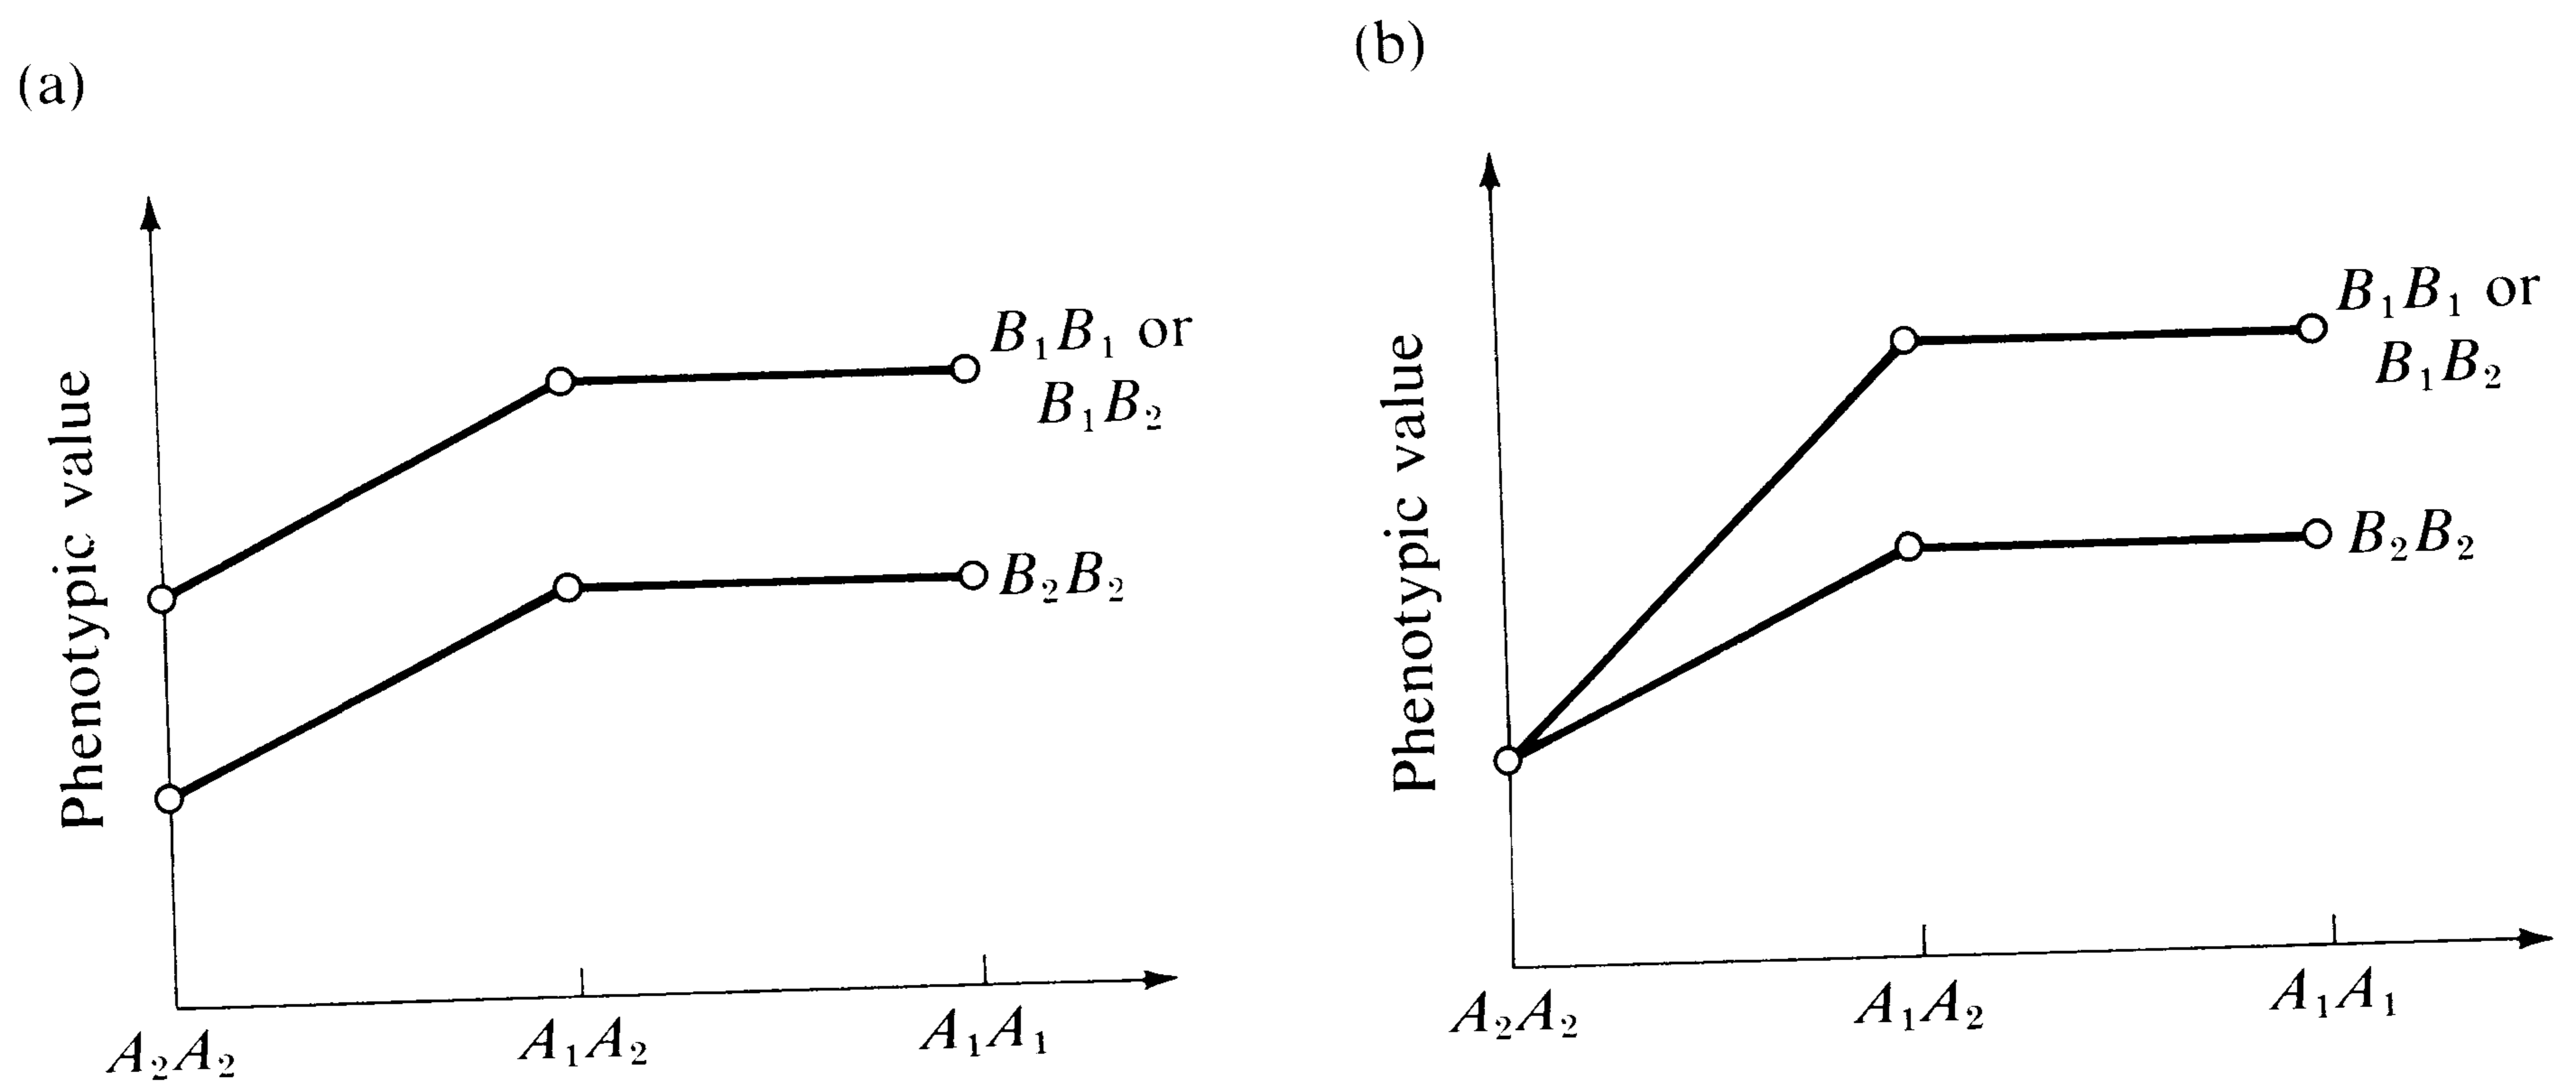 (a)
Phenotypic value
B₁B₁ or
B₁B₂
B₂B₂
A₂A₂
A₁A₂
A₁A₁
(b)
Phenotypic value
B₁B₁ or
B₁B₂
B₂B₂
A₂A₂
A₁A₂
A₁A₁